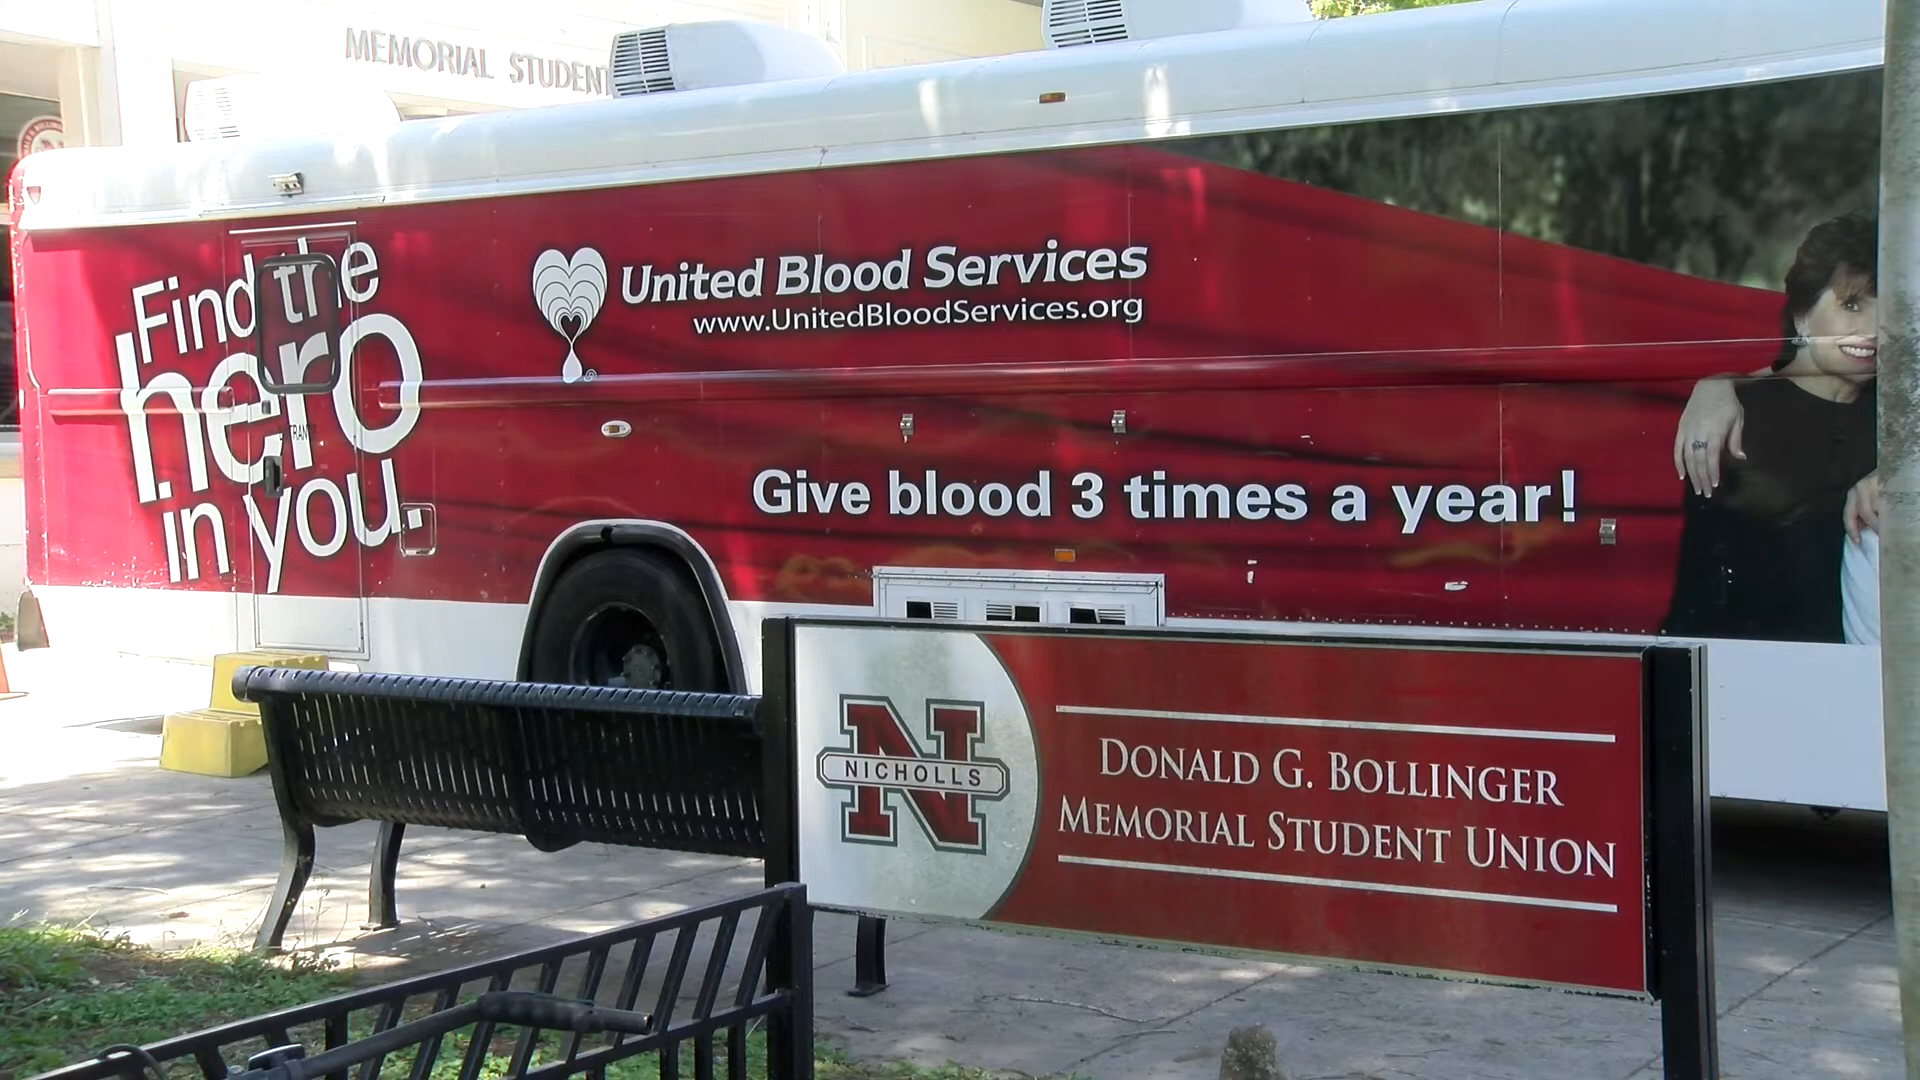 MEMORIAL STUDENT
Find the
hero
in you.
United Blood Services
www.UnitedBloodServices.org
Give blood 3 times a year!
NICHOLLS
DONALD G. BOLLINGER
MEMORIAL STUDENT UNION